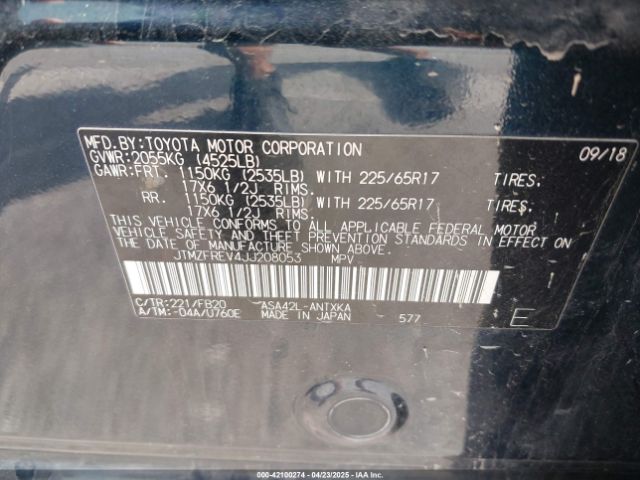 MFD.BY:TOYOTA MOTOR CORPORATION 09/18
GVWR:2055KG (4525LB)
GAWR:FRT. 1150KG (2535LB) WITH 225/65R17 TIRES.
17X6 1/2J RIMS.
RR. 1150KG (2535LB) WITH 225/65R17 TIRES.
17X6 1/2J RIMS.
THIS VEHICLE CONFORMS TO ALL APPLICABLE FEDERAL MOTOR
VEHICLE SAFETY AND THEFT PREVENTION STANDARDS IN EFFECT ON
THE DATE OF MANUFACTURE SHOWN ABOVE.
JTMZFREV4JJ208053 MPV
C/TR:221/FB20 ASA42L-ANTXKA
A/TM:-04A/U760E MADE IN JAPAN 577 E
000-42100274 - 04/23/2025 - IAA Inc.